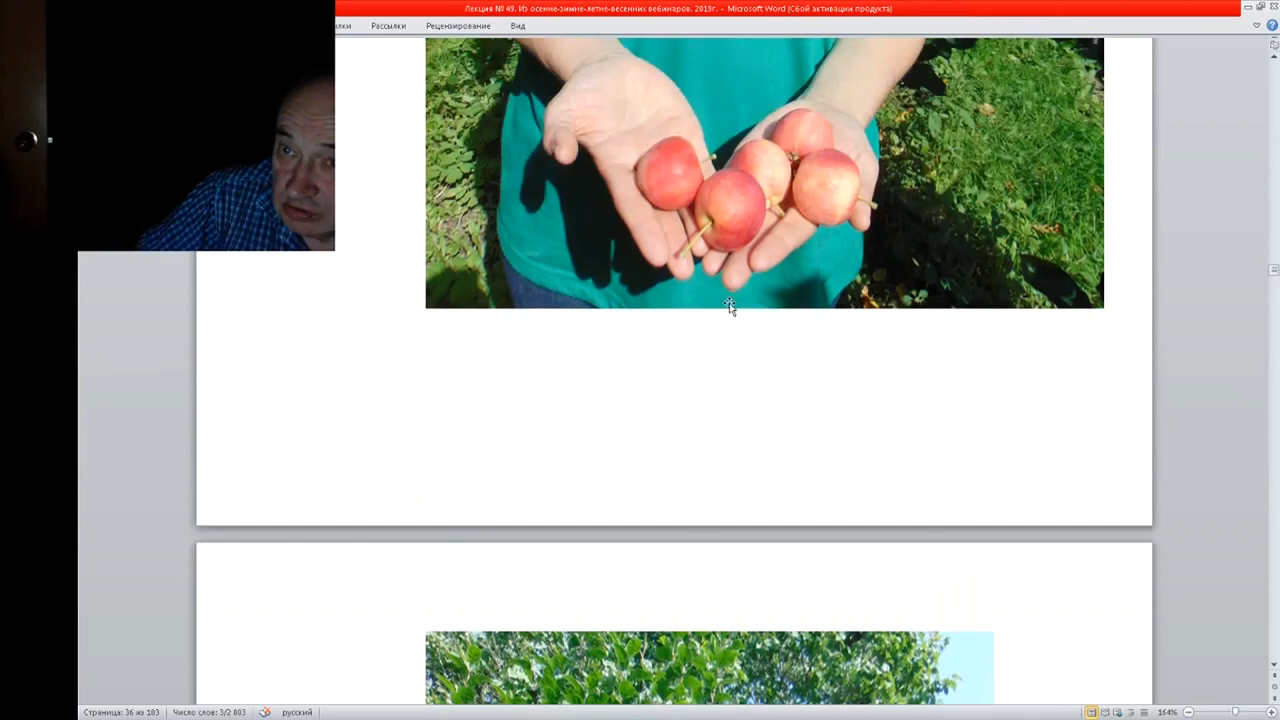 Лекция № 49. Из осенне-зимне-летне-весенних вебинаров. 2019г. - Microsoft Word (Сбой активации продукта)
Рассылки Рецензирование Вид
Страница: 36 из 103 Число слов: 3/2 803 русский 164%